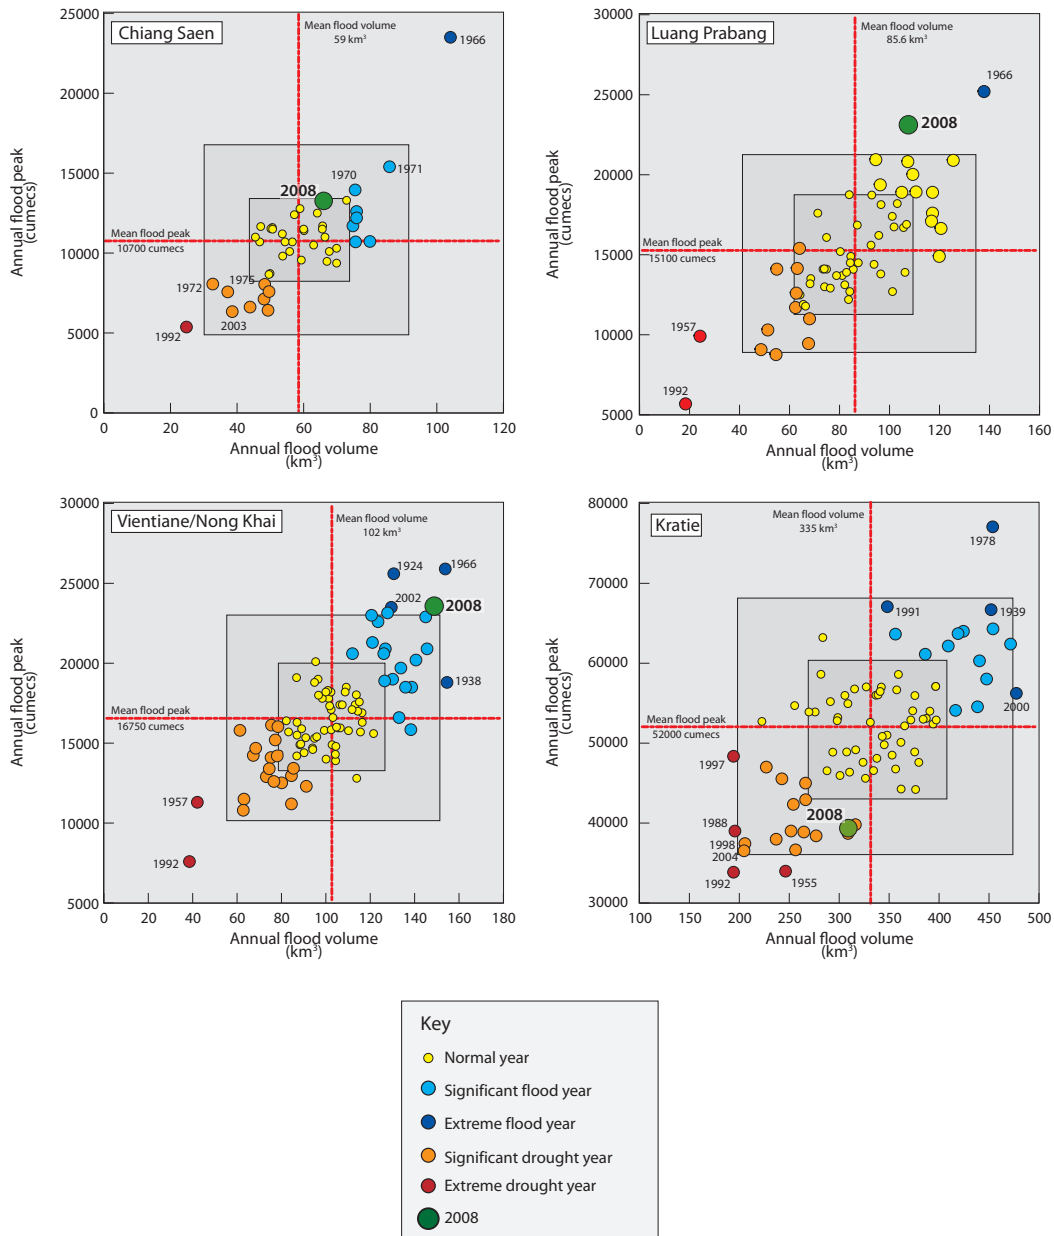 Chiang Saen
Mean flood volume
59 km³
Mean flood peak
10700 cumecs
1966
1971
1970
2008
1972
1975
2003
1992
25000
20000
15000
10000
5000
0
0 20 40 60 80 100 120
Annual flood peak
(cumecs)
Annual flood volume
(km³)
Luang Prabang
Mean flood volume
85.6 km³
Mean flood peak
15100 cumecs
1966
2008
1957
1992
30000
25000
20000
15000
10000
5000
0 20 40 60 80 100 120 140 160
Annual flood peak
(cumecs)
Annual flood volume
(km³)
Vientiane/Nong Khai
Mean flood volume
102 km³
Mean flood peak
16750 cumecs
1924
1966
2002
2008
1938
1957
1992
30000
25000
20000
15000
10000
5000
0 20 40 60 80 100 120 140 160 180
Annual flood peak
(cumecs)
Annual flood volume
(km³)
Kratie
Mean flood volume
335 km³
Mean flood peak
52000 cumecs
1978
1991
1939
2000
1997
1988
2008
1998
2004
1992
1955
80000
70000
60000
50000
40000
30000
100 200 250 300 350 400 450 500
Annual flood peak
(cumecs)
Annual flood volume
(km³)
Key
Normal year
Significant flood year
Extreme flood year
Significant drought year
Extreme drought year
2008